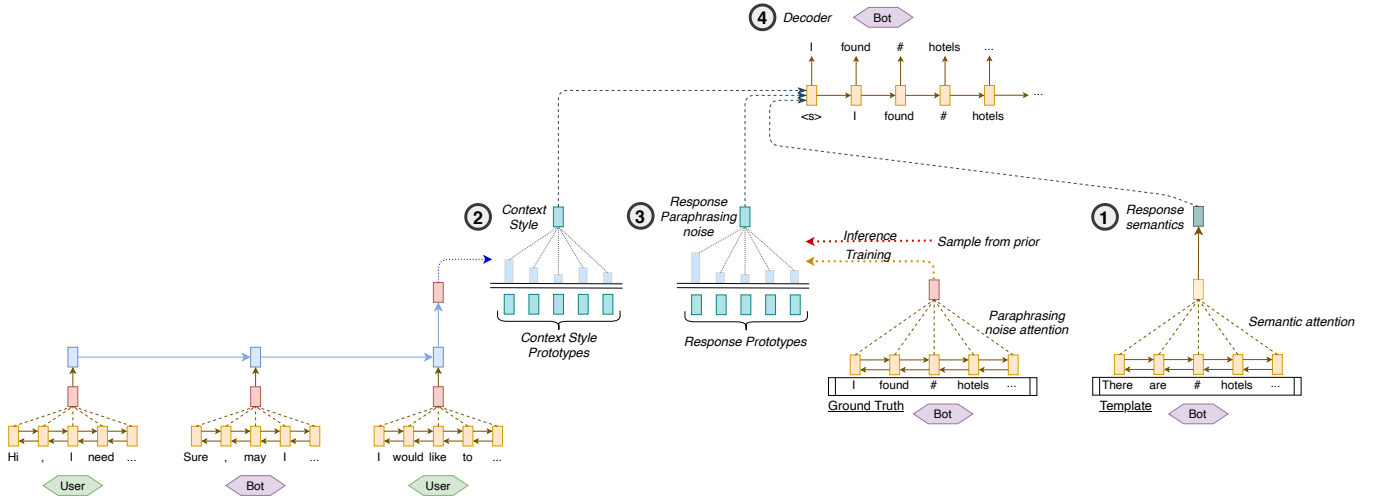 4 Decoder Bot
I found # hotels ...
...
<s> I found # hotels
2 Context
Style
3 Response
Paraphrasing
noise
1 Response
semantics
Inference
Sample from prior
Training
Context Style
Prototypes
Response Prototypes
Paraphrasing
noise attention
Semantic attention
I found # hotels ...
Ground Truth
Bot
There are # hotels ...
Template
Bot
Hi , I need ...
User
Sure , may I ...
Bot
I would like to ...
User